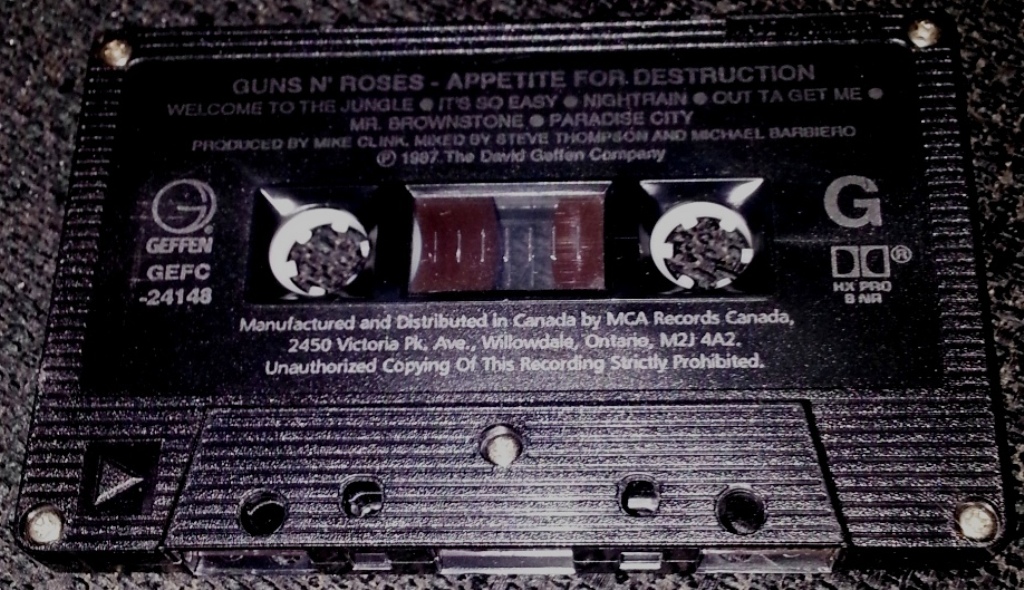 GUNS N' ROSES - APPETITE FOR DESTRUCTION
WELCOME TO THE JUNGLE ● IT'S SO EASY ● NIGHTRAIN ● OUT TA GET ME ●
MR. BROWNSTONE ● PARADISE CITY
PRODUCED BY MIKE CLINK. MIXED BY STEVE THOMPSON AND MICHAEL BARBIERO
℗ 1987 The David Geffen Company
G
GEFFEN
GEFC
-24148
G
HX PRO
B NR
Manufactured and Distributed in Canada by MCA Records Canada,
2450 Victoria Pk. Ave., Willowdale, Ontario, M2J 4A2.
Unauthorized Copying Of This Recording Strictly Prohibited.